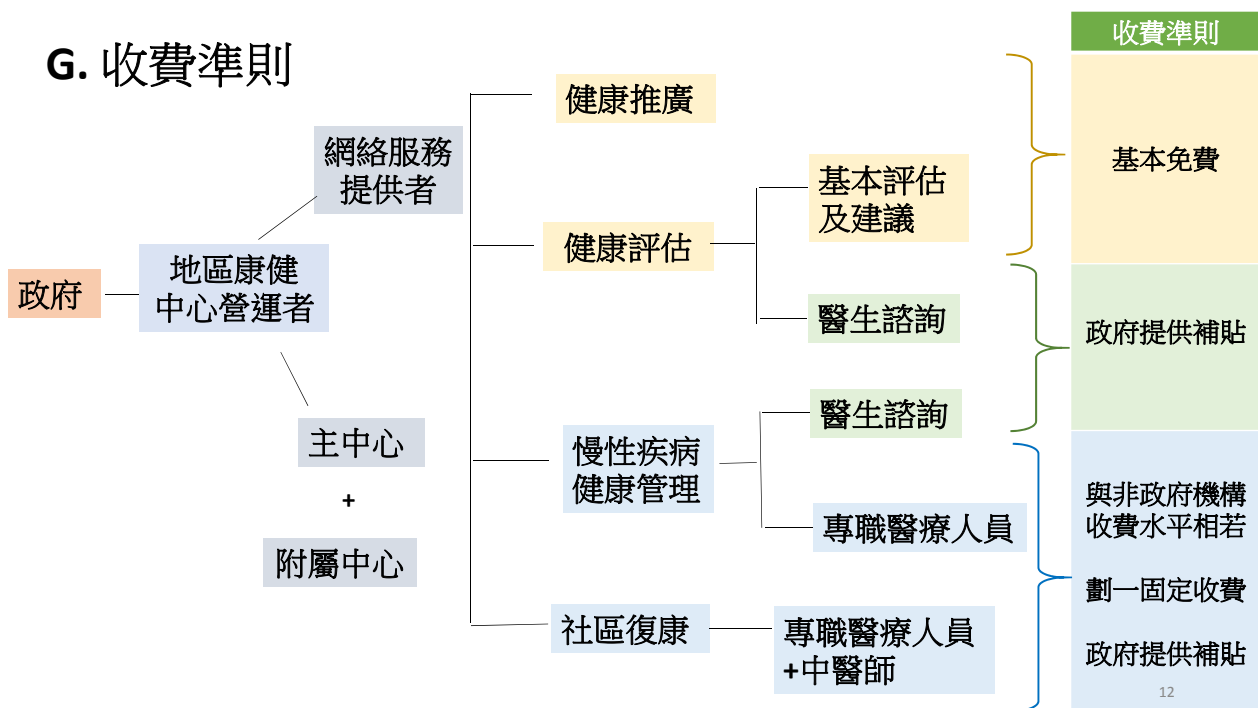 G. 收費準則
政府
地區康健
中心營運者
網絡服務
提供者
主中心
+
附屬中心
健康推廣
健康評估
基本評估
及建議
醫生諮詢
慢性疾病
健康管理
醫生諮詢
專職醫療人員
社區復康
專職醫療人員
+中醫師
收費準則
基本免費
政府提供補貼
與非政府機構
收費水平相若
劃一固定收費
政府提供補貼
12